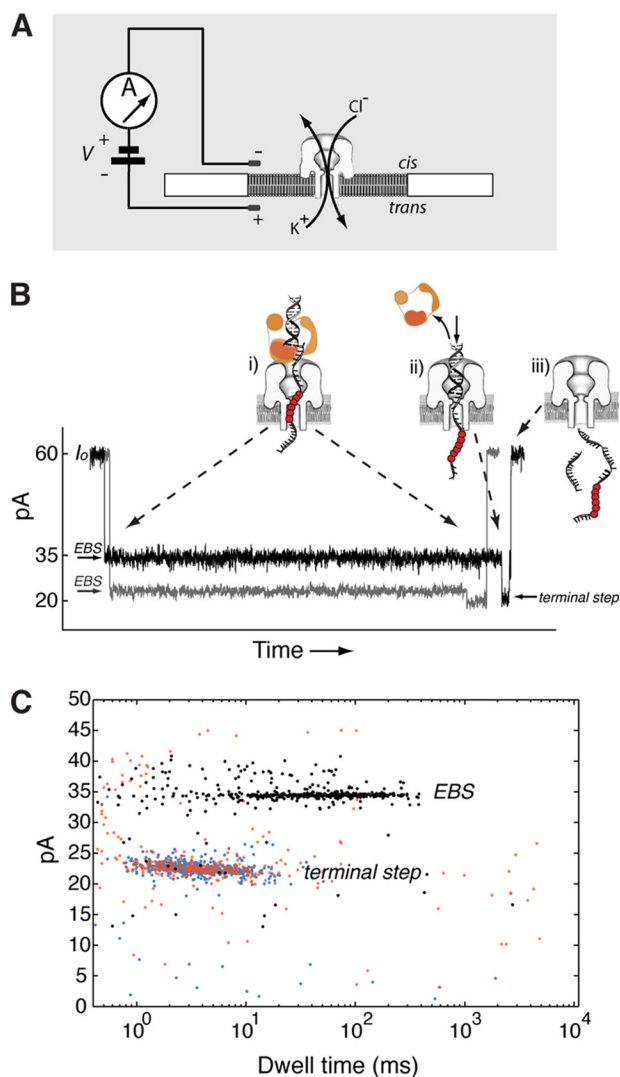 A
A
V
+
-
-
+
Cl-
K+
cis
trans
B
i)
ii)
iii)
60
Io
EBS
35
EBS
20
pA
terminal step
Time
C
50
45
40
35
30
25
20
15
10
5
0
pA
EBS
terminal step
10^0
10^1
10^2
10^3
10^4
Dwell time (ms)